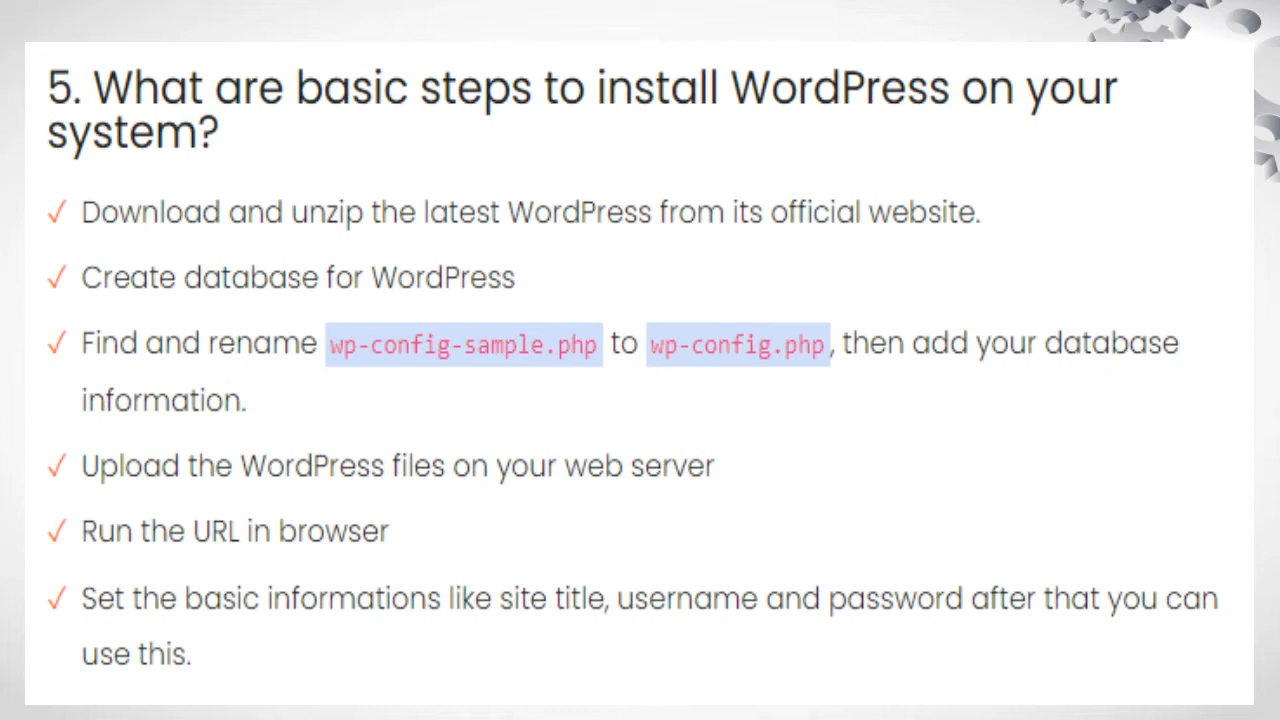 5. What are basic steps to install WordPress on your
system?
✓ Download and unzip the latest WordPress from its official website.
✓ Create database for WordPress
✓ Find and rename wp-config-sample.php to wp-config.php, then add your database
information.
✓ Upload the WordPress files on your web server
✓ Run the URL in browser
✓ Set the basic informations like site title, username and password after that you can
use this.